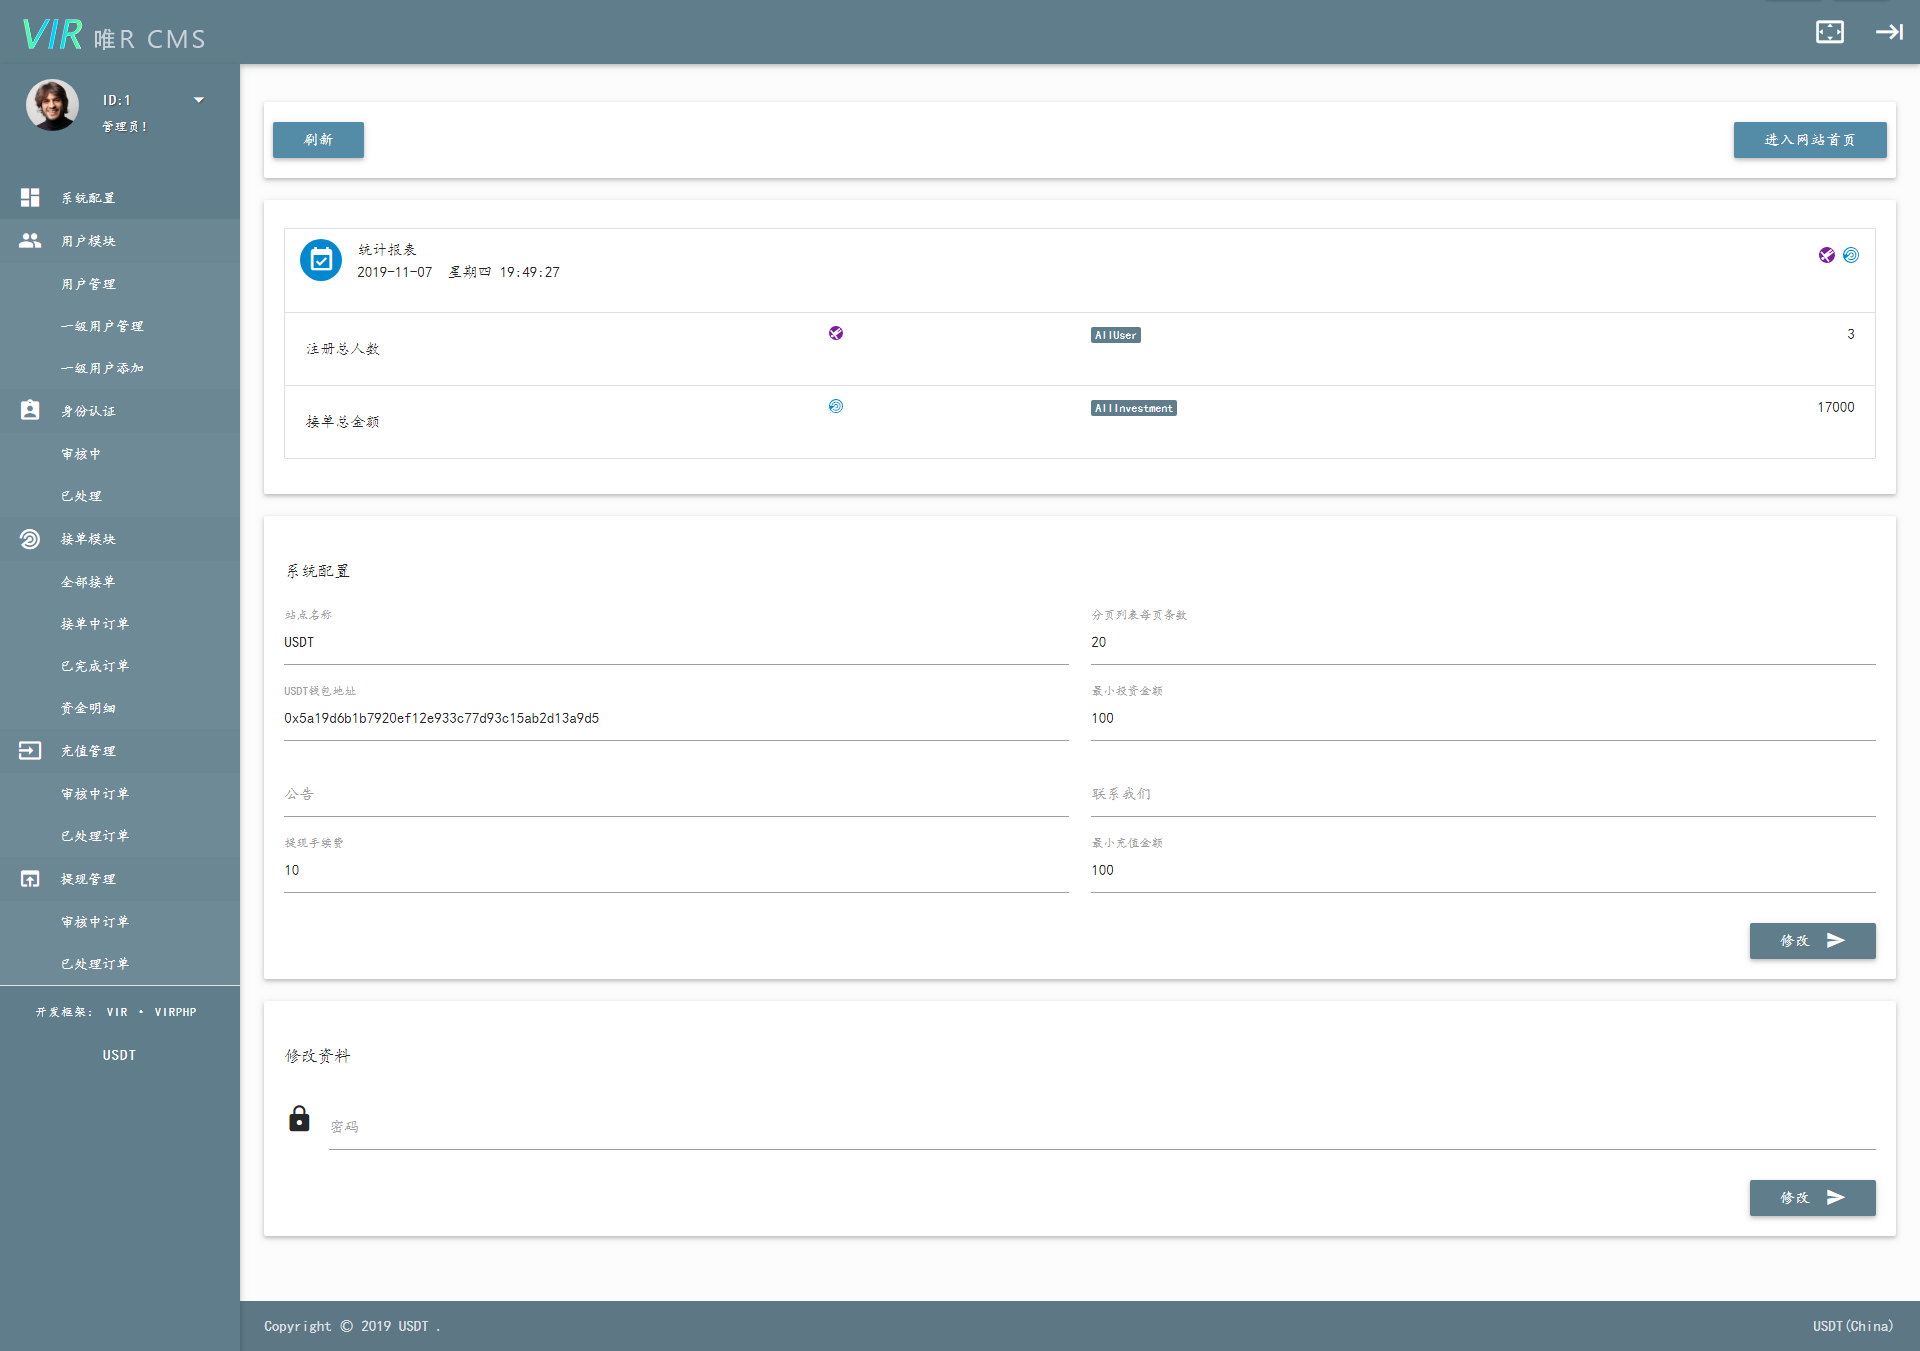 VIR 唯R CMS
ID:1
管理员!
系统配置
用户模块
用户管理
一级用户管理
一级用户添加
身份认证
审核中
已处理
接单模块
全部接单
接单中订单
已完成订单
资金明细
充值管理
审核中订单
已处理订单
提现管理
审核中订单
已处理订单
开发框架: VIR · VIRPHP
USDT
刷新
进入网站首页
统计报表
2019-11-07 星期四 19:49:27
注册总人数 AllUser 3
接单总金额 AllInvestment 17000
系统配置
站点名称 分页列表每页条数
USDT 20
USDT钱包地址 最小投资金额
0x5a19d6b1b7920ef12e933c77d93c15ab2d13a9d5 100
公告 联系我们
提现手续费 最小充值金额
10 100
修改
修改资料
密码
修改
Copyright © 2019 USDT . USDT(China)